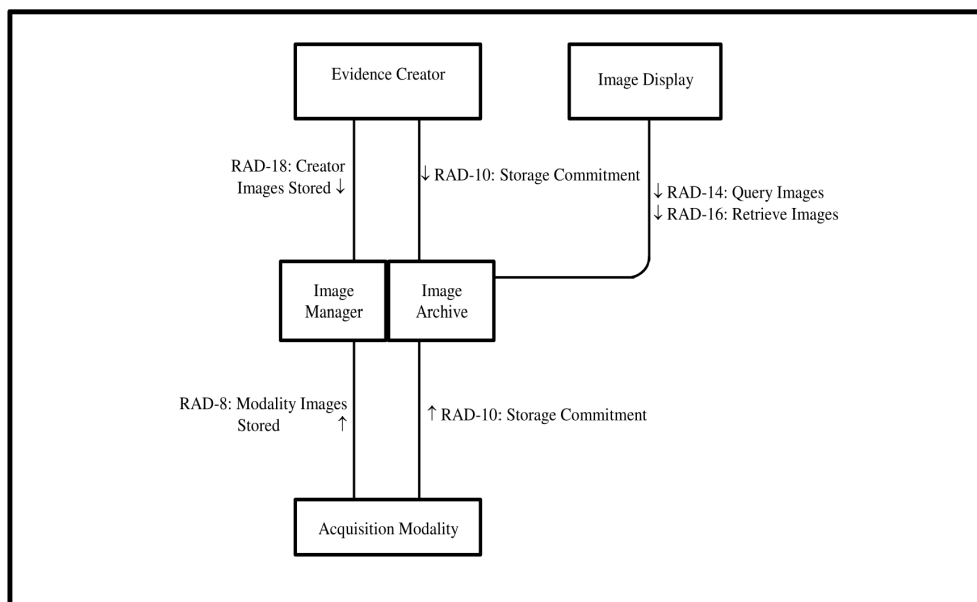 Evidence Creator
Image Display
RAD-18: Creator
Images Stored ↓
↓ RAD-10: Storage Commitment
↓ RAD-14: Query Images
↓ RAD-16: Retrieve Images
Image
Manager
Image
Archive
RAD-8: Modality Images
Stored ↑
↑ RAD-10: Storage Commitment
Acquisition Modality